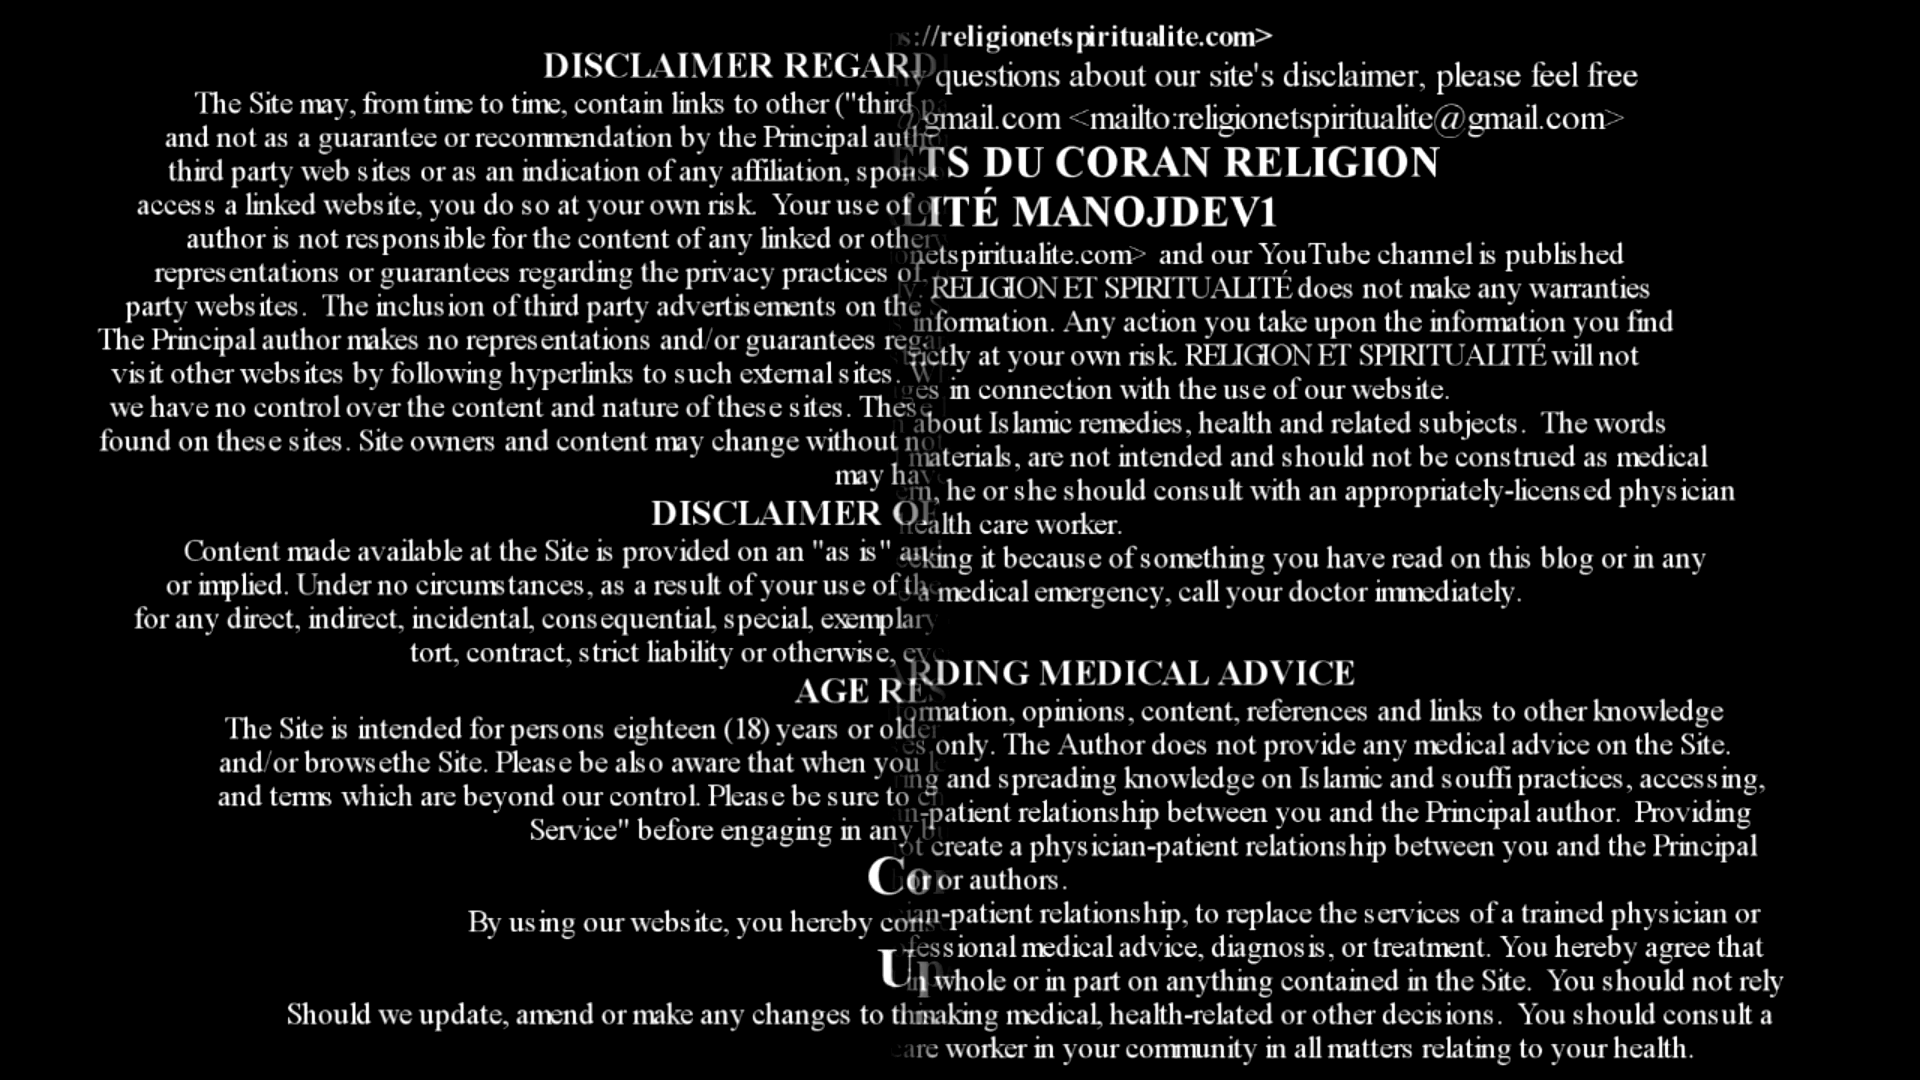 DISCLAIMER
The Site may, from time to time, contain links to other ("third
and not as a guarantee or recommendation by the Principal
third party web sites or as an indication of any affiliation,
access a linked website, you do so at your own risk. Your use of
author is not responsible for the content of any linked or
representations or guarantees regarding the privacy practices
party websites. The inclusion of third party advertisements on the
The Principal author makes no representations and/or guarantees
visit other websites by following hyperlinks to such external sites.
we have no control over the content and nature of these sites. These
found on these sites. Site owners and content may change without
may
DISCLAIMER
Content made available at the Site is provided on an "as is"
or implied. Under no circumstances, as a result of your use of
for any direct, indirect, incidental, consequential, special,
tort, contract, strict liability or otherwise,
AGE
The Site is intended for persons eighteen (18) years or
and/or browsethe Site. Please be also aware that when you
and terms which are beyond our control. Please be sure to
Service" before engaging in any
By using our website, you hereby
Should we update, amend or make any changes to
://religionetspiritualite.com>
questions about our site's disclaimer, please feel free
gmail.com <mailto:religionetspiritualite@gmail.com>
TS DU CORAN RELIGION
ITÉ MANOJDEV1
netspiritualite.com> and our YouTube channel is published
RELIGION ET SPIRITUALITÉ does not make any warranties
information. Any action you take upon the information you find
at your own risk. RELIGION ET SPIRITUALITÉ will not
in connection with the use of our website.
about Islamic remedies, health and related subjects. The words
materials, are not intended and should not be construed as medical
he or she should consult with an appropriately-licensed physician
health care worker.
it because of something you have read on this blog or in any
a medical emergency, call your doctor immediately.
RDING MEDICAL ADVICE
ormation, opinions, content, references and links to other knowledge
only. The Author does not provide any medical advice on the Site.
and spreading knowledge on Islamic and souffi practices, accessing,
-patient relationship between you and the Principal author. Providing
create a physician-patient relationship between you and the Principal
or authors.
-patient relationship, to replace the services of a trained physician or
fessional medical advice, diagnosis, or treatment. You hereby agree that
in whole or in part on anything contained in the Site. You should not rely
making medical, health-related or other decisions. You should consult a
care worker in your community in all matters relating to your health.